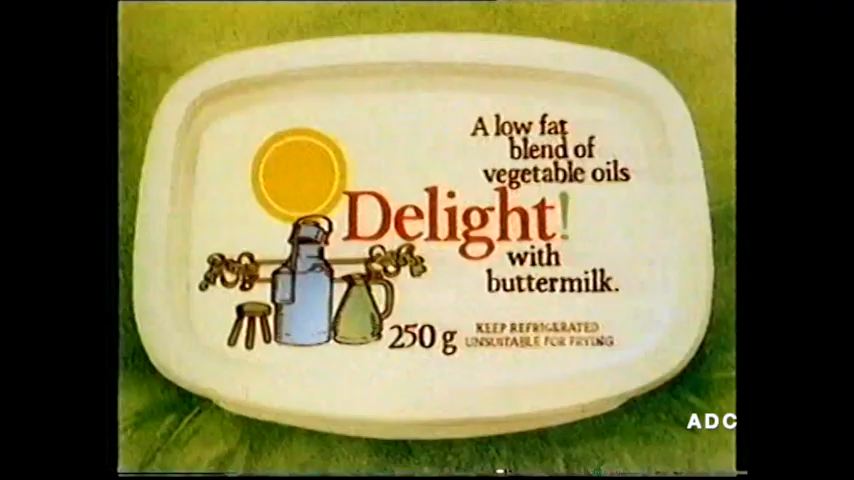 A low fat
blend of
vegetable oils
Delight!
with
buttermilk.
250 g
KEEP REFRIGERATED
UNSUITABLE FOR FRYING
ADC